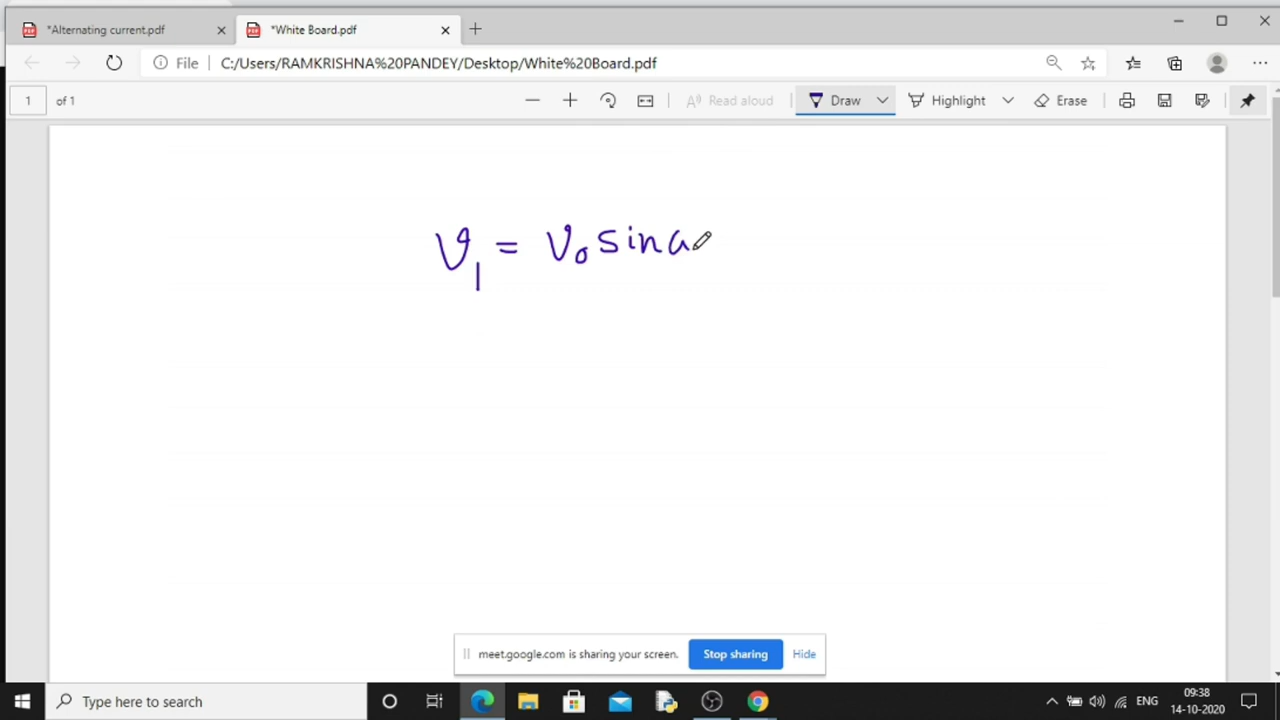 *Alternating current.pdf
*White Board.pdf
File C:/Users/RAMKRISHNA%20PANDEY/Desktop/White%20Board.pdf
1 of 1 Read aloud Draw Highlight Erase
v₁ = v₀ sin
meet.google.com is sharing your screen. Stop sharing Hide
Type here to search
ENG
09:38
14-10-2020